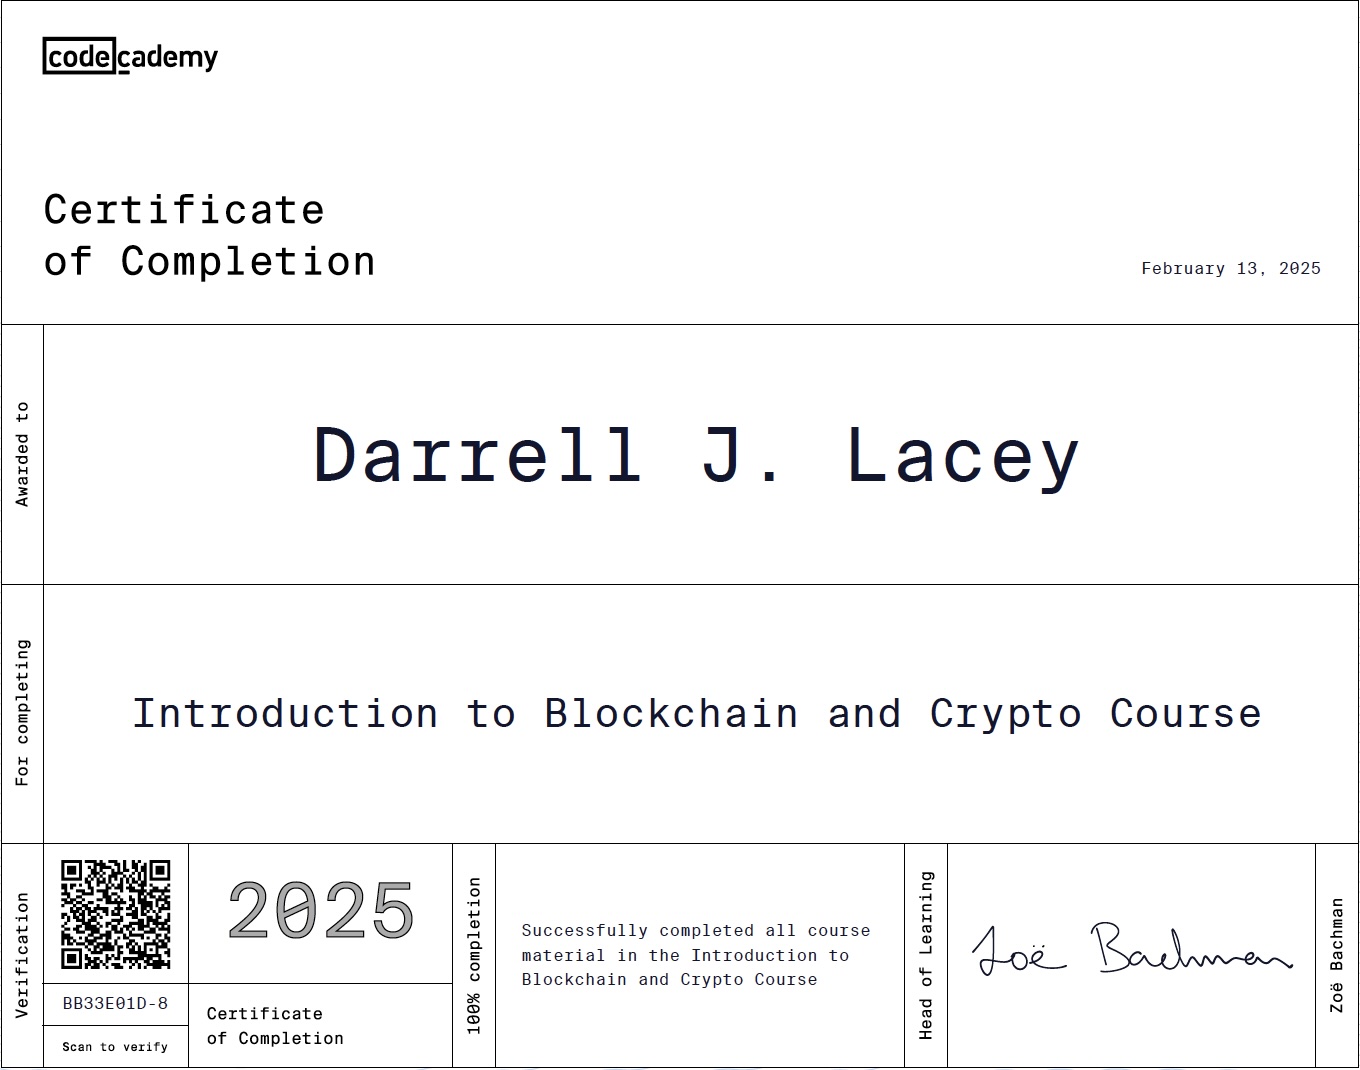 codecademy
Certificate
of Completion
February 13, 2025
Awarded to
Darrell J. Lacey
For completing
Introduction to Blockchain and Crypto Course
Verification
BB33E01D-8
Scan to verify
2025
Certificate
of Completion
100% completion
Successfully completed all course
material in the Introduction to
Blockchain and Crypto Course
Head of Learning
Zoë Bachman
Zoë Bachman